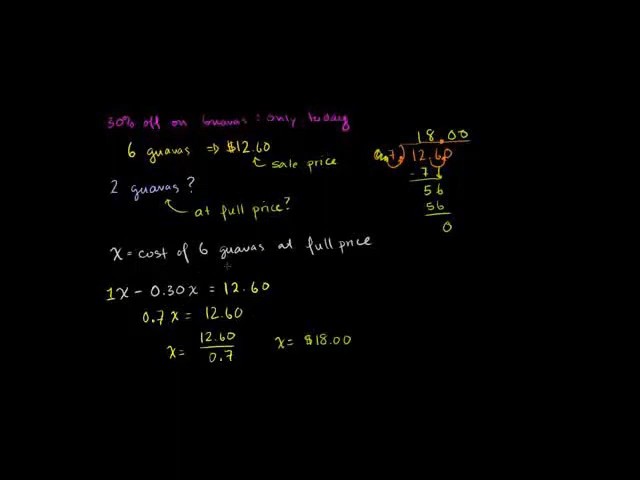 30% off on Guavas : only today
6 guavas ⇒ $12.60
sale price
2 guavas ?
at full price?
x = cost of 6 guavas at full price
1x - 0.30x = 12.60
0.7x = 12.60
x = 12.60 / 0.7
x = $18.00
18.00
0.7. ) 12.60
- 7
56
56
0